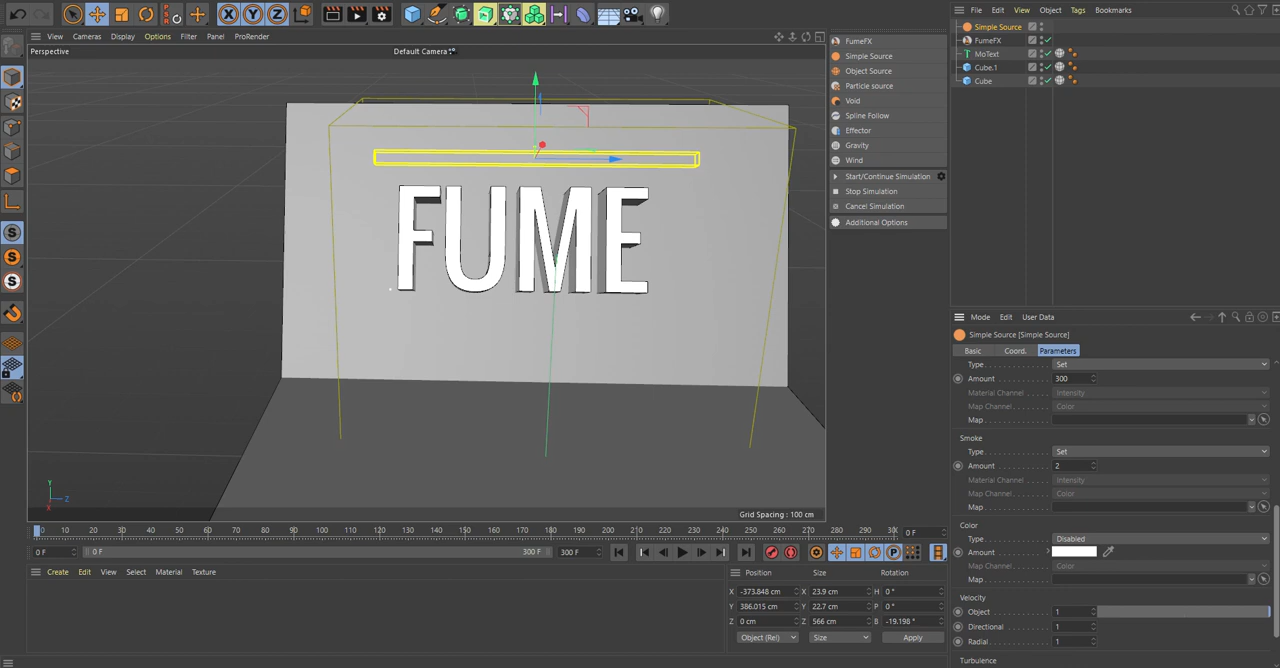 File Edit View Object Tags Bookmarks
Simple Source
FumeFX
MoText
Cube.1
Cube
View Cameras Display Options Filter Panel ProRender
Perspective
Default Camera
FUME
Y
Z
X
Grid Spacing : 100 cm
FumeFX
Simple Source
Object Source
Particle source
Void
Spline Follow
Effector
Gravity
Wind
Start/Continue Simulation
Stop Simulation
Cancel Simulation
Additional Options
Mode Edit User Data
Simple Source [Simple Source]
Basic Coord. Parameters
Type Set
Amount 300
Material Channel Intensity
Map Channel Color
Map
Smoke
Type Set
Amount 2
Material Channel Intensity
Map Channel Color
Map
Color
Type Disabled
Amount
Map Channel Color
Map
Velocity
Object 1
Directional 1
Radial 1
Turbulence
0 10 20 30 40 50 60 70 80 90 100 110 120 130 140 150 160 170 180 190 200 210 220 230 240 250 260 270 280 290 0 F
0 F 0 F 300 F 300 F
Create Edit View Select Material Texture
Position Size Rotation
X -373.848 cm X 23.9 cm H 0 °
Y 386.015 cm Y 22.7 cm P 0 °
Z 0 cm Z 566 cm B -19.198 °
Object (Rel) Size Apply